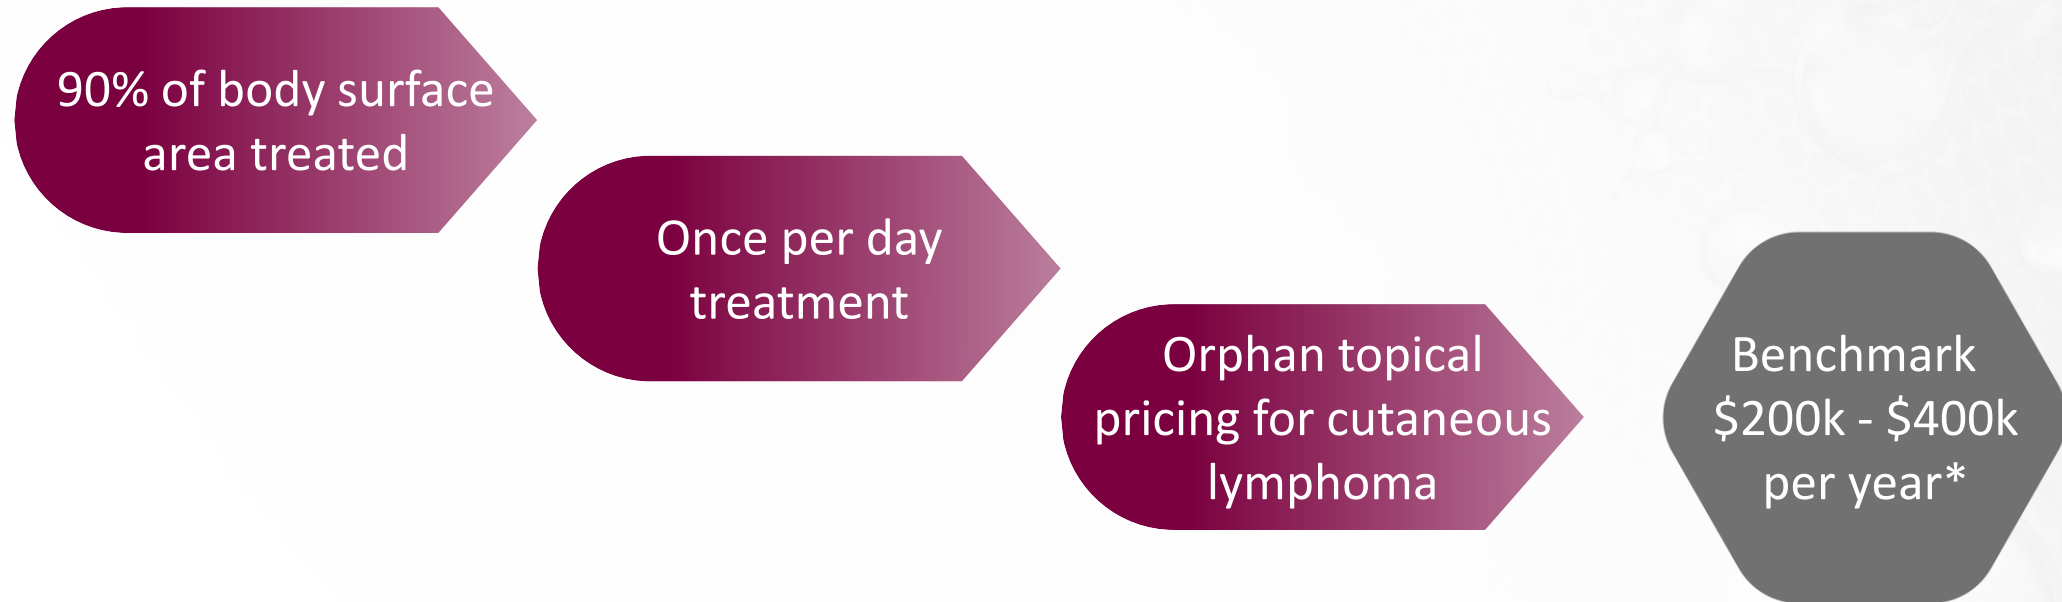 90% of body surface
area treated
Once per day
treatment
Orphan topical
pricing for cutaneous
lymphoma
Benchmark
$200k - $400k
per year*